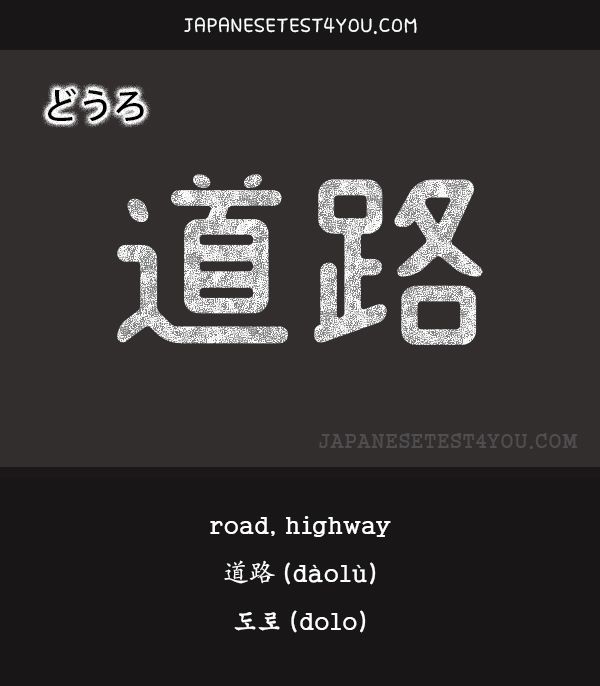 JAPANESETEST4YOU.COM
どうろ
道路
JAPANESETEST4YOU.COM
road, highway
道路 (dàolù)
도로 (dolo)